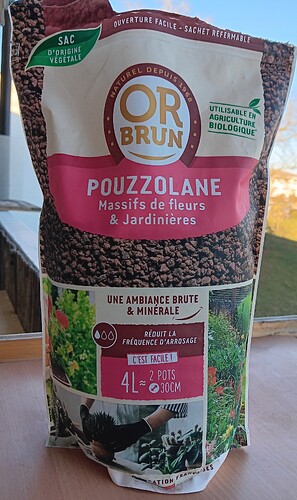 OUVERTURE FACILE - SACHET REFERMABLE
SAC
D'ORIGINE
VÉGÉTALE
NATUREL DEPUIS 1968
OR
BRUN
UTILISABLE EN
AGRICULTURE
BIOLOGIQUE*
POUZZOLANE
Massifs de fleurs
& Jardinières
UNE AMBIANCE BRUTE
& MINÉRALE
RÉDUIT LA
FRÉQUENCE D'ARROSAGE
C'EST FACILE !
4L≈ 2 POTS
30CM